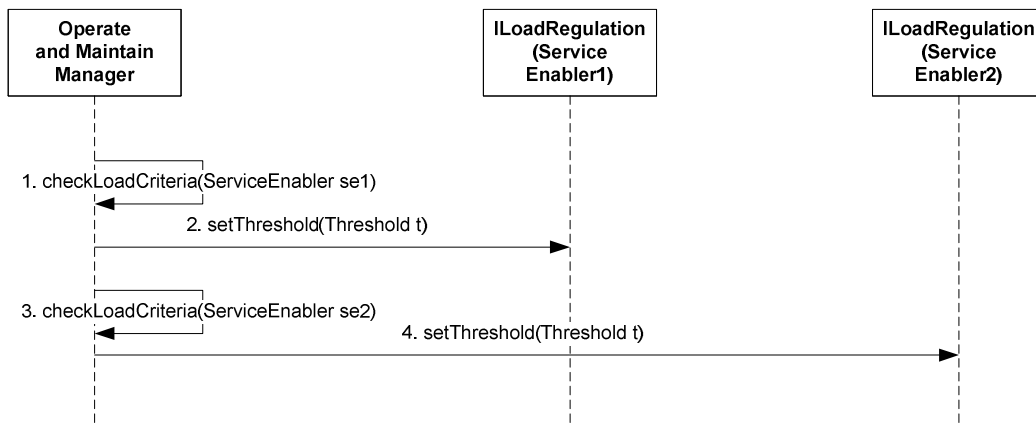 Operate
and Maintain
Manager
ILoadRegulation
(Service
Enabler1)
ILoadRegulation
(Service
Enabler2)
1. checkLoadCriteria(ServiceEnabler se1)
2. setThreshold(Threshold t)
3. checkLoadCriteria(ServiceEnabler se2)
4. setThreshold(Threshold t)